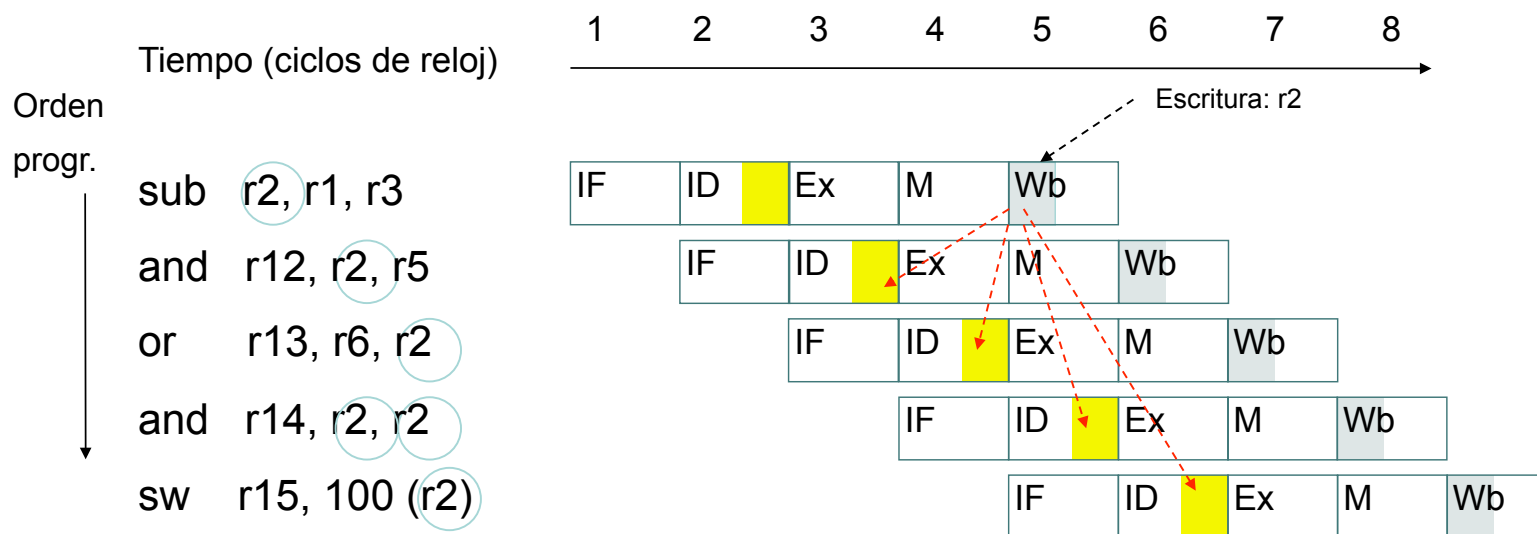 1 2 3 4 5 6 7 8
Tiempo (ciclos de reloj)
Escritura: r2
Orden
progr.
sub r2, r1, r3 IF ID Ex M Wb
and r12, r2, r5 IF ID Ex M Wb
or r13, r6, r2 IF ID Ex M Wb
and r14, r2, r2 IF ID Ex M Wb
sw r15, 100 (r2) IF ID Ex M Wb